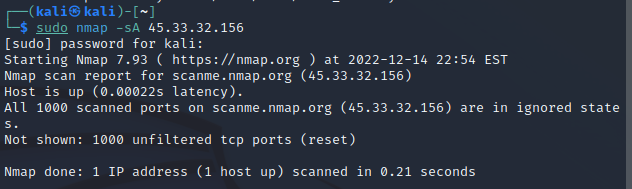 ┌──(kali㉿kali)-[~]
└─$ sudo nmap -sA 45.33.32.156
[sudo] password for kali:
Starting Nmap 7.93 ( https://nmap.org ) at 2022-12-14 22:54 EST
Nmap scan report for scanme.nmap.org (45.33.32.156)
Host is up (0.00022s latency).
All 1000 scanned ports on scanme.nmap.org (45.33.32.156) are in ignored state
s.
Not shown: 1000 unfiltered tcp ports (reset)
Nmap done: 1 IP address (1 host up) scanned in 0.21 seconds